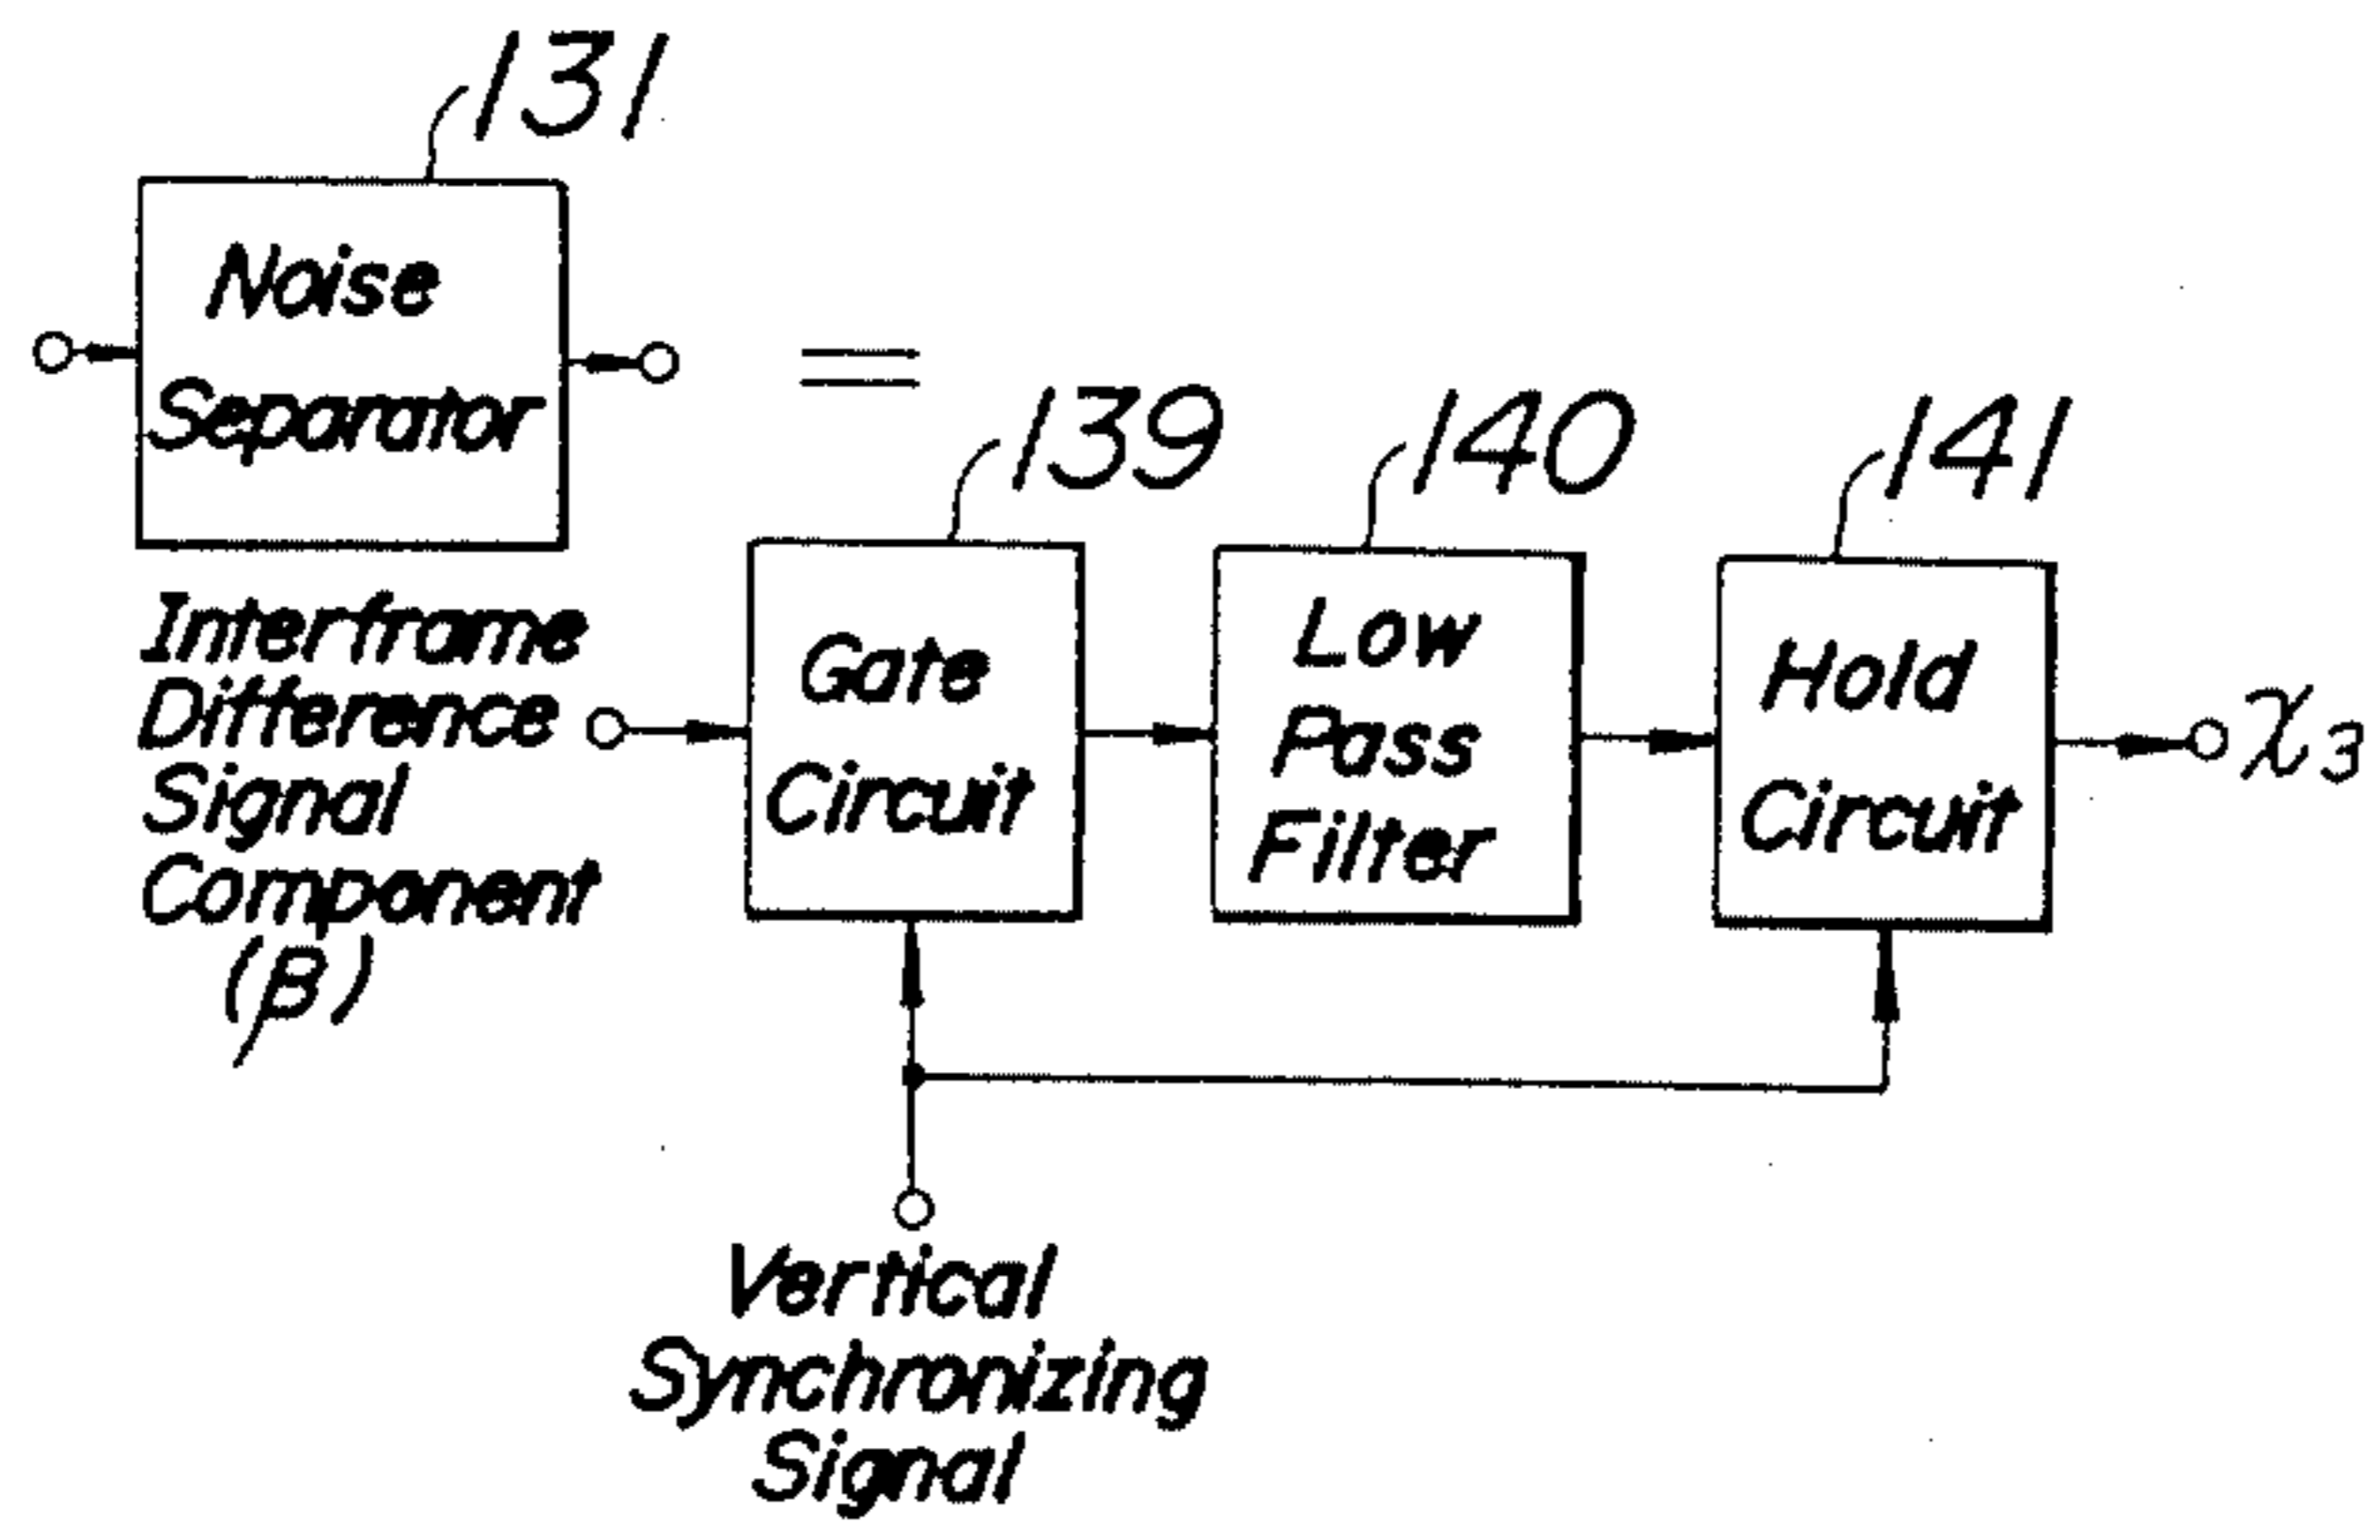 131
Noise
Separator
=
139
140
141
Interframe
Difference
Signal
Component
(β)
Gate
Circuit
Low
Pass
Filter
Hold
Circuit
χ3
Vertical
Synchronizing
Signal